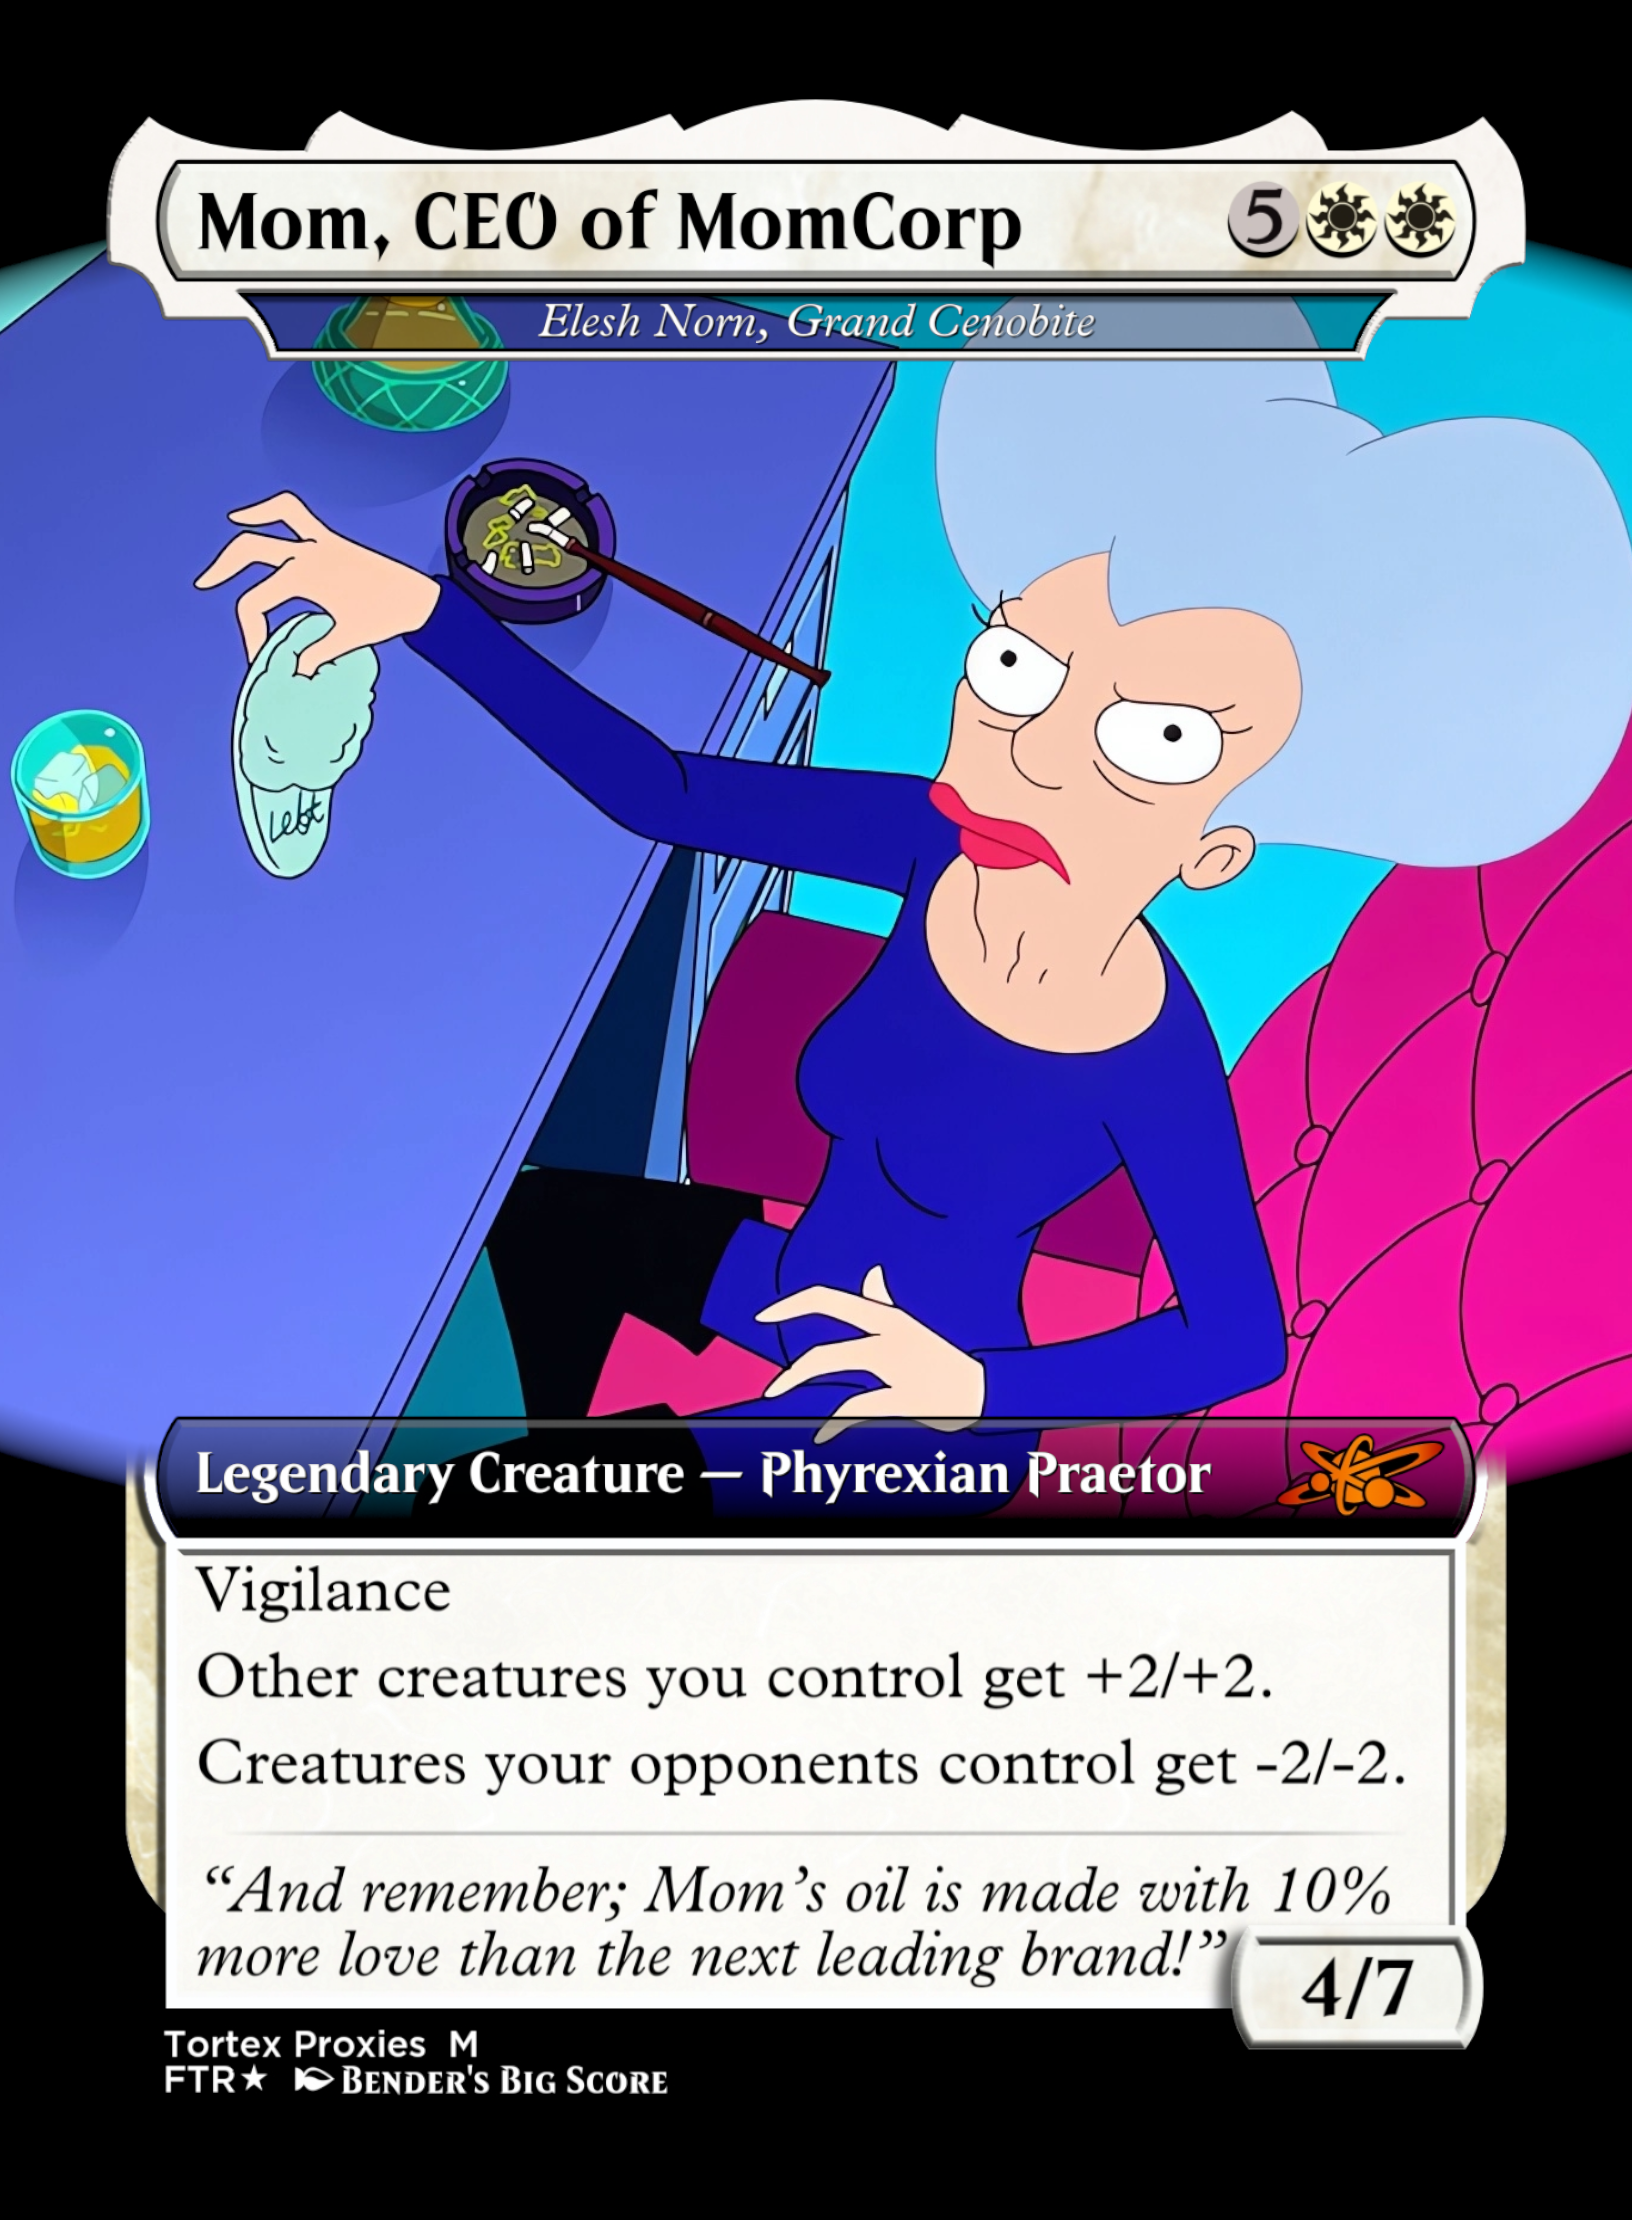 Mom, CEO of MomCorp 5
Elesh Norn, Grand Cenobite
Left
Legendary Creature — Phyrexian Praetor
Vigilance
Other creatures you control get +2/+2.
Creatures your opponents control get -2/-2.
“And remember; Mom’s oil is made with 10%
more love than the next leading brand!”
4/7
Tortex Proxies M
FTR★ BENDER'S BIG SCORE